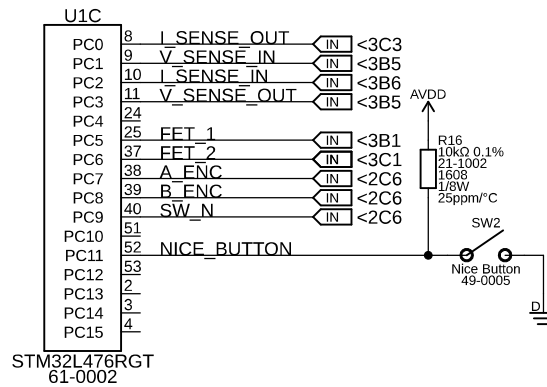 U1C
PC0 8 I_SENSE_OUT IN <3C3
PC1 9 V_SENSE_IN IN <3B5
PC2 10 I_SENSE_IN IN <3B6
PC3 11 V_SENSE_OUT IN <3B5
PC4 24
PC5 25 FET_1 IN <3B1
PC6 37 FET_2 IN <3C1
PC7 38 A_ENC IN <2C6
PC8 39 B_ENC IN <2C6
PC9 40 SW_N IN <2C6
PC10 51
PC11 52 NICE_BUTTON
PC12 53
PC13 2
PC14 3
PC15 4
STM32L476RGT
61-0002
AVDD
R16
10kΩ 0.1%
21-1002
1608
1/8W
25ppm/°C
SW2
Nice Button
49-0005
D